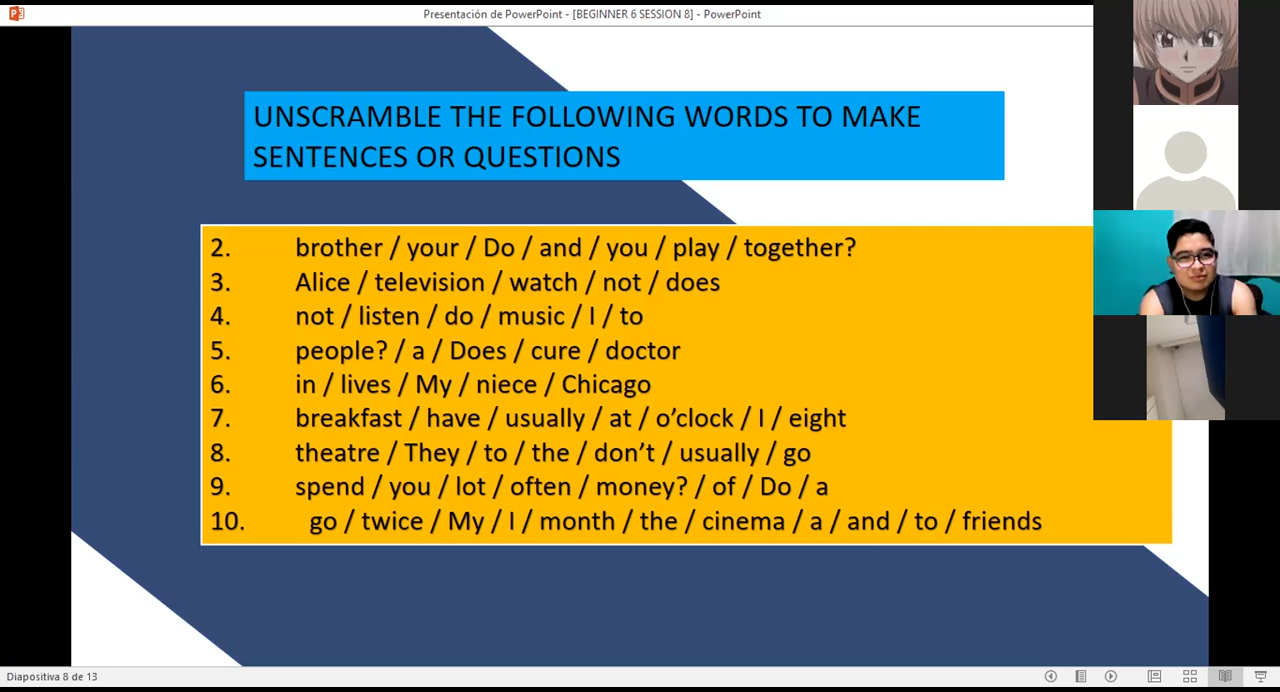 Presentación de PowerPoint - [BEGINNER 6 SESSION 8] - PowerPoint
UNSCRAMBLE THE FOLLOWING WORDS TO MAKE
SENTENCES OR QUESTIONS
2. brother / your / Do / and / you / play / together?
3. Alice / television / watch / not / does
4. not / listen / do / music / I / to
5. people? / a / Does / cure / doctor
6. in / lives / My / niece / Chicago
7. breakfast / have / usually / at / o’clock / I / eight
8. theatre / They / to / the / don’t / usually / go
9. spend / you / lot / often / money? / of / Do / a
10. go / twice / My / I / month / the / cinema / a / and / to / friends
Diapositiva 8 de 13